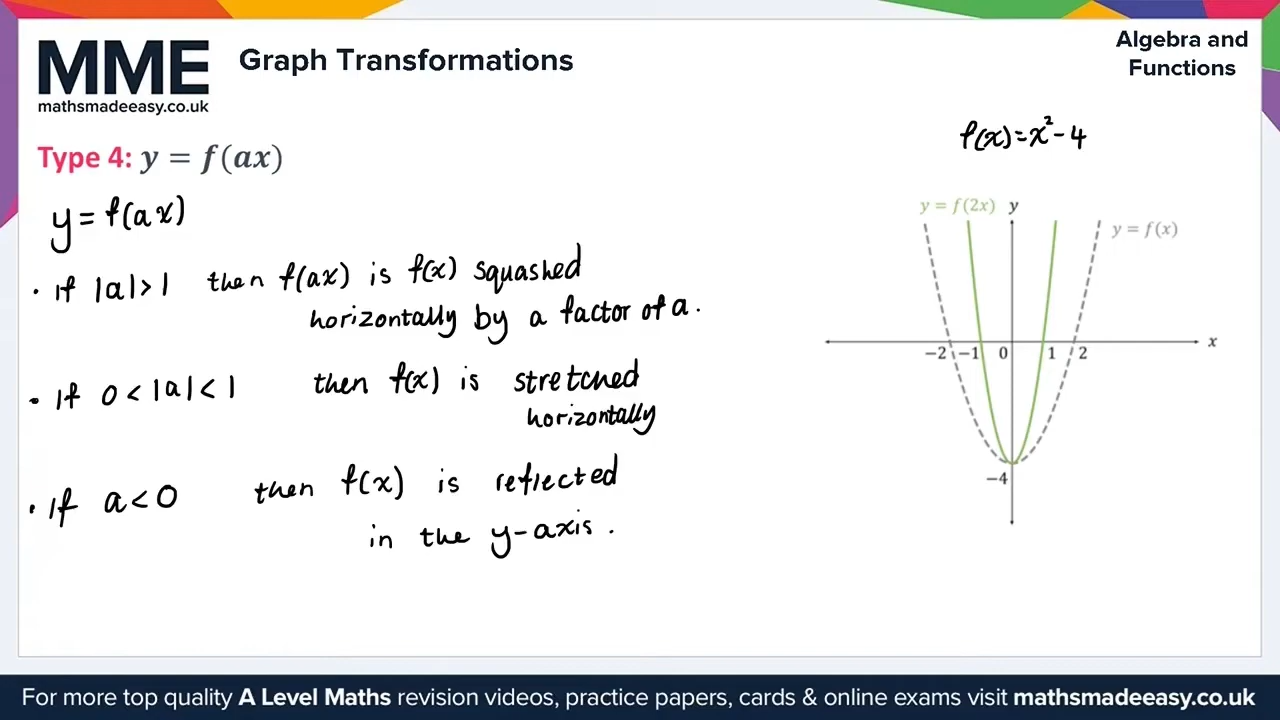 MME
mathsmadeeasy.co.uk
Graph Transformations
Algebra and
Functions
Type 4: y = f(ax)
y = f(ax)
f(x) = x² - 4
· If |a| > 1 then f(ax) is f(x) squashed
horizontally by a factor of a.
· If 0 < |a| < 1 then f(x) is stretched
horizontally
· If a < 0 then f(x) is reflected
in the y-axis.
y = f(2x) y
y = f(x)
−2 −1 0 1 2 x
−4
For more top quality A Level Maths revision videos, practice papers, cards & online exams visit mathsmadeeasy.co.uk